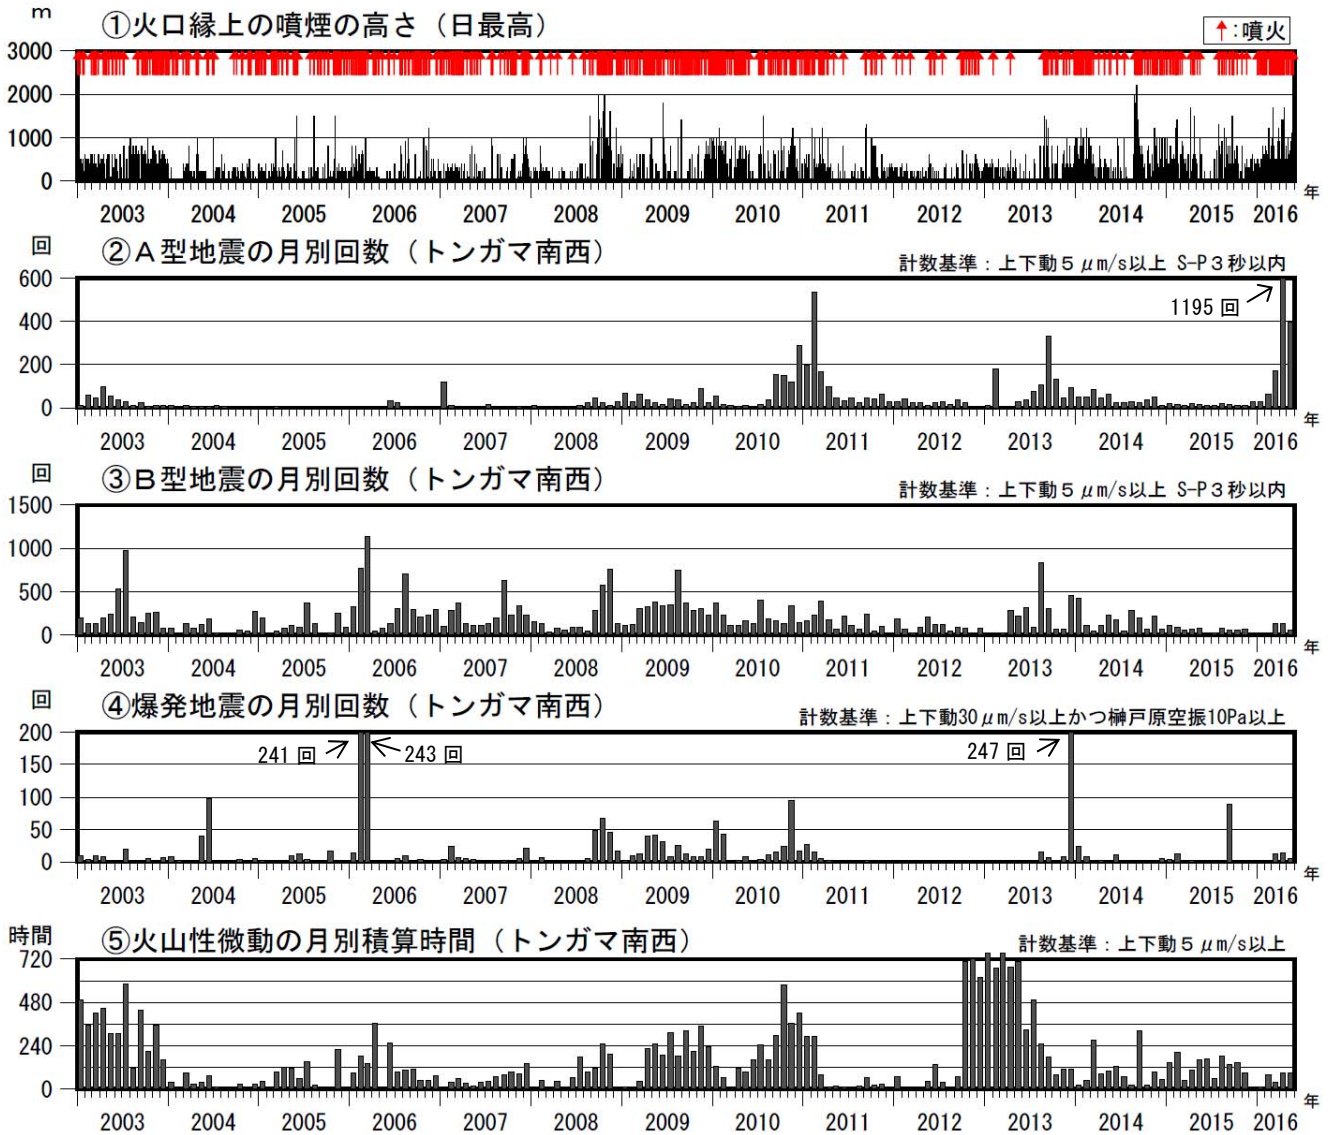 m
①火口縁上の噴煙の高さ（日最高）
↑:噴火
3000
2000
1000
0
2003 2004 2005 2006 2007 2008 2009 2010 2011 2012 2013 2014 2015 2016 年
回
②Ａ型地震の月別回数（トンガマ南西）
計数基準：上下動５μm/s以上 S-P３秒以内
1195 回
600
400
200
0
2003 2004 2005 2006 2007 2008 2009 2010 2011 2012 2013 2014 2015 2016 年
回
③Ｂ型地震の月別回数（トンガマ南西）
計数基準：上下動５μm/s以上 S-P３秒以内
1500
1000
500
0
2003 2004 2005 2006 2007 2008 2009 2010 2011 2012 2013 2014 2015 2016 年
回
④爆発地震の月別回数（トンガマ南西）
計数基準：上下動30μm/s以上かつ榊戸原空振10Pa以上
241 回 243 回 247 回
200
150
100
50
0
2003 2004 2005 2006 2007 2008 2009 2010 2011 2012 2013 2014 2015 2016 年
時間
⑤火山性微動の月別積算時間（トンガマ南西）
計数基準：上下動５μm/s以上
720
480
240
0
2003 2004 2005 2006 2007 2008 2009 2010 2011 2012 2013 2014 2015 2016 年